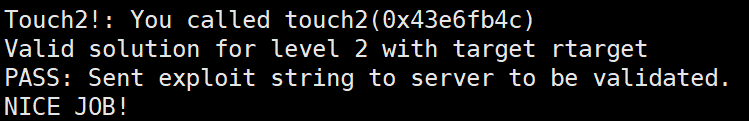 Touch2!: You called touch2(0x43e6fb4c)
Valid solution for level 2 with target rtarget
PASS: Sent exploit string to server to be validated.
NICE JOB!